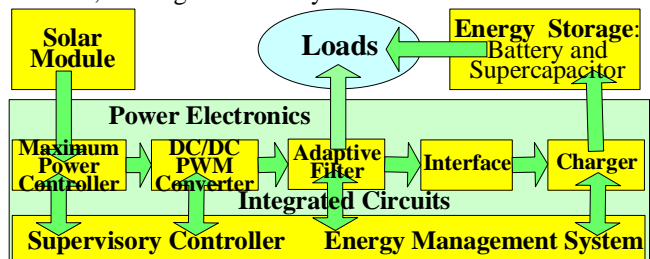 Solar
Module
Loads
Energy Storage:
Battery and
Supercapacitor
Power Electronics
Maximum
Power
Controller
DC/DC
PWM
Converter
Adaptive
Filter
Interface
Charger
Integrated Circuits
Supervisory Controller
Energy Management System